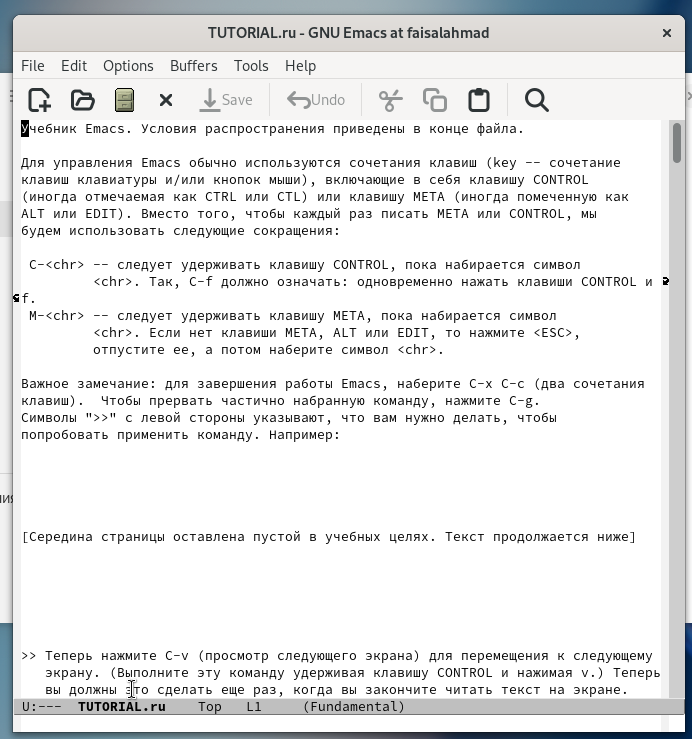 TUTORIAL.ru - GNU Emacs at faisalahmad
File Edit Options Buffers Tools Help
Save Undo
Учебник Emacs. Условия распространения приведены в конце файла.
Для управления Emacs обычно используются сочетания клавиш (key -- сочетание
клавиш клавиатуры и/или кнопок мыши), включающие в себя клавишу CONTROL
(иногда отмечаемая как CTRL или CTL) или клавишу META (иногда помеченную как
ALT или EDIT). Вместо того, чтобы каждый раз писать META или CONTROL, мы
будем использовать следующие сокращения:
C-<chr> -- следует удерживать клавишу CONTROL, пока набирается символ
<chr>. Так, C-f должно означать: одновременно нажать клавиши CONTROL и
f.
M-<chr> -- следует удерживать клавишу META, пока набирается символ
<chr>. Если нет клавиши META, ALT или EDIT, то нажмите <ESC>,
отпустите ее, а потом наберите символ <chr>.
Важное замечание: для завершения работы Emacs, наберите C-x C-c (два сочетания
клавиш).  Чтобы прервать частично набранную команду, нажмите C-g.
Символы ">>" с левой стороны указывают, что вам нужно делать, чтобы
попробовать применить команду. Например:
[Середина страницы оставлена пустой в учебных целях. Текст продолжается ниже]
>> Теперь нажмите C-v (просмотр следующего экрана) для перемещения к следующему
экрану. (Выполните эту команду удерживая клавишу CONTROL и нажимая v.) Теперь
вы должны это сделать еще раз, когда вы закончите читать текст на экране.
U:--- TUTORIAL.ru Top L1 (Fundamental)